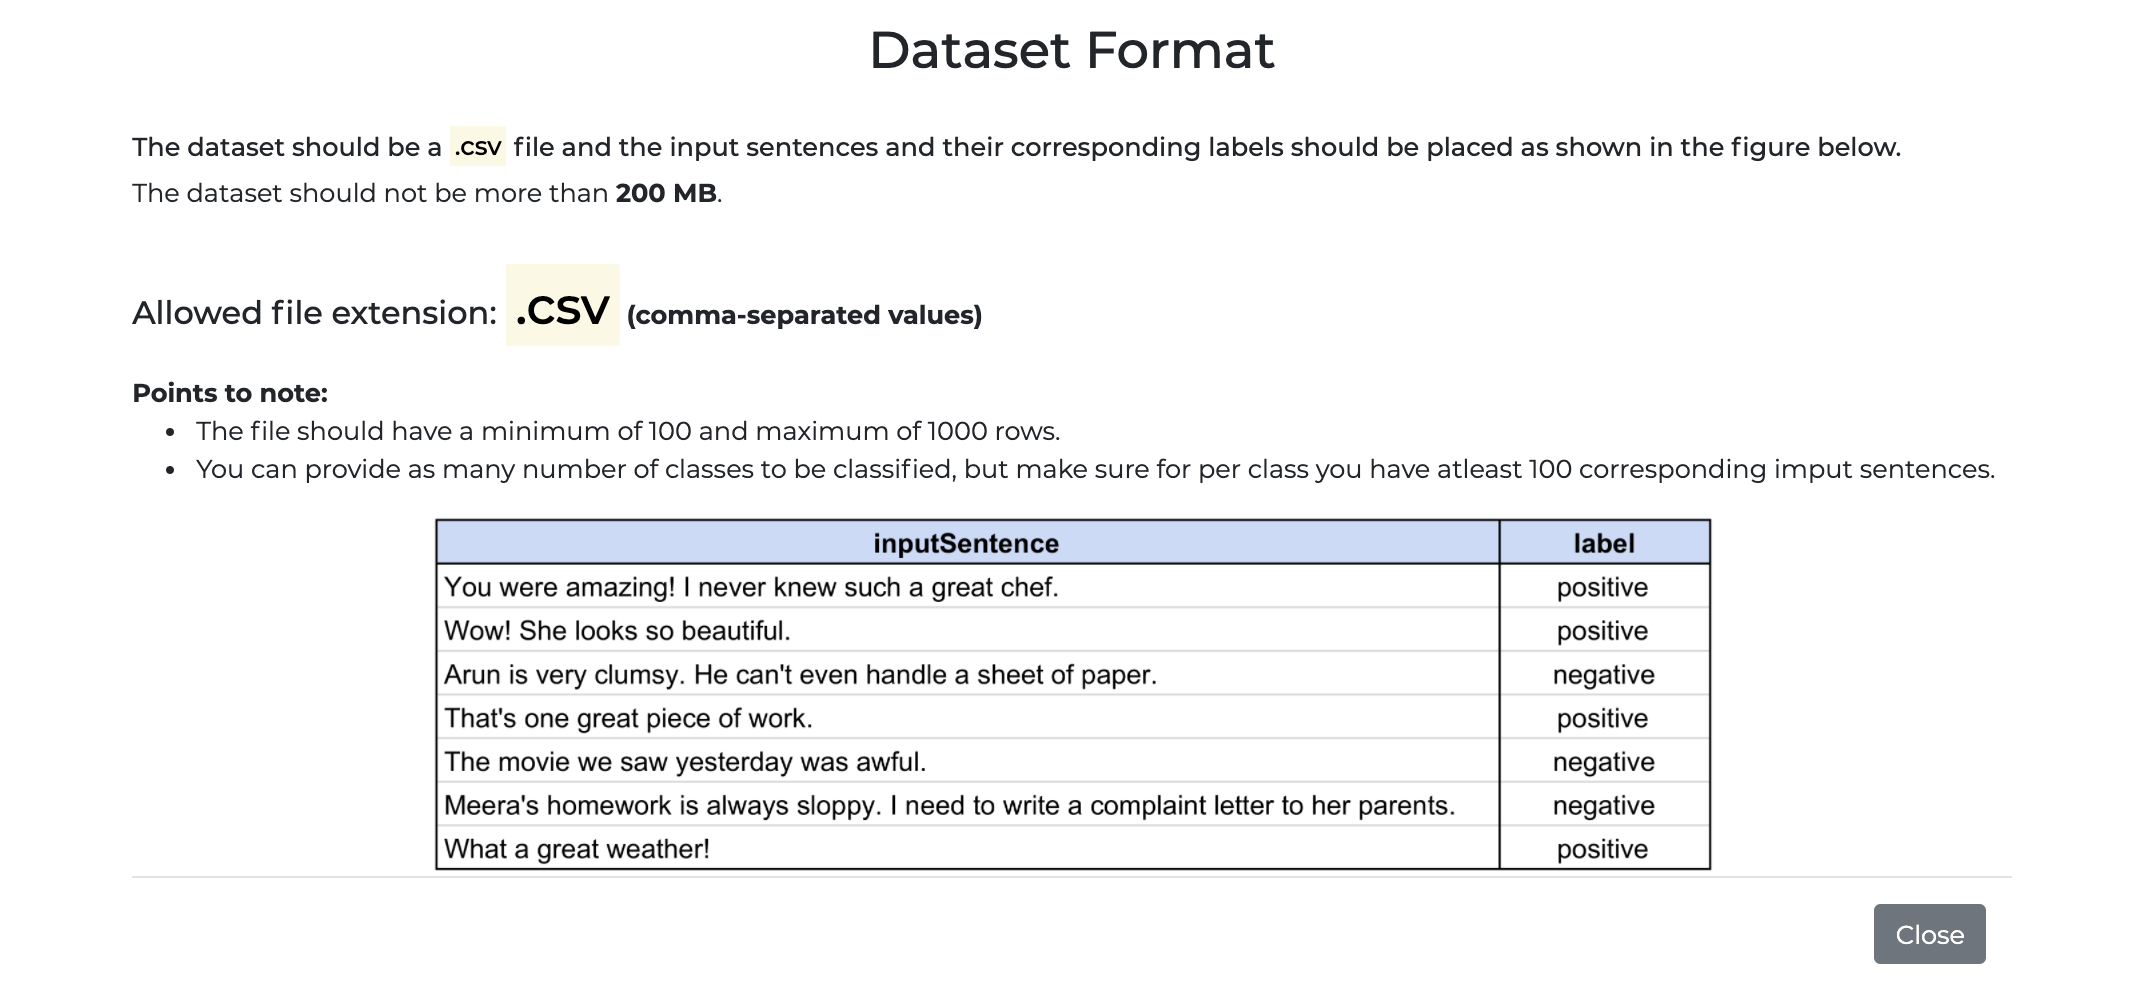 Dataset Format
The dataset should be a .csv file and the input sentences and their corresponding labels should be placed as shown in the figure below.
The dataset should not be more than 200 MB.
Allowed file extension: .CSV (comma-separated values)
Points to note:
• The file should have a minimum of 100 and maximum of 1000 rows.
• You can provide as many number of classes to be classified, but make sure for per class you have atleast 100 corresponding imput sentences.
inputSentence label
You were amazing! I never knew such a great chef. positive
Wow! She looks so beautiful. positive
Arun is very clumsy. He can't even handle a sheet of paper. negative
That's one great piece of work. positive
The movie we saw yesterday was awful. negative
Meera's homework is always sloppy. I need to write a complaint letter to her parents. negative
What a great weather! positive
Close